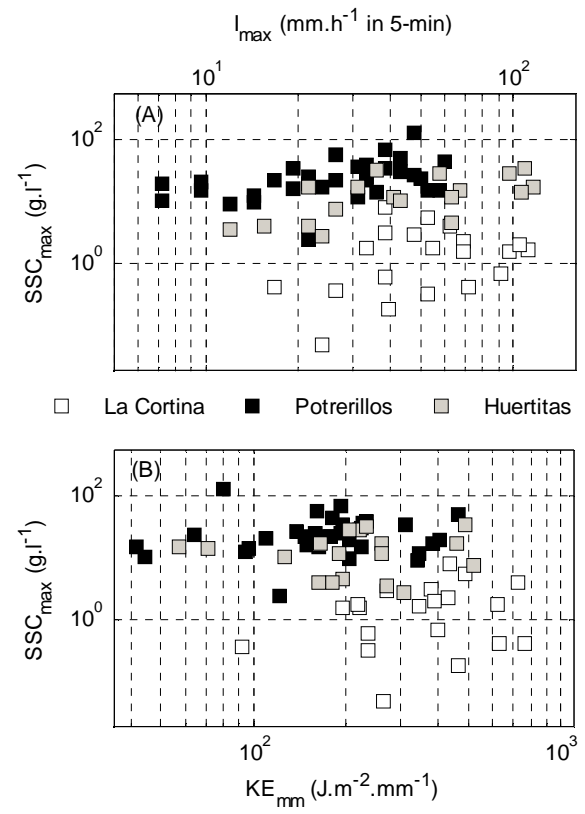 I_max (mm.h^-1 in 5-min)
10^1 10^2
(A)
10^2
10^0
SSC_max (g.l^-1)
La Cortina Potrerillos Huertitas
(B)
10^2
10^0
SSC_max (g.l^-1)
10^2 10^3
KE_mm (J.m^-2.mm^-1)